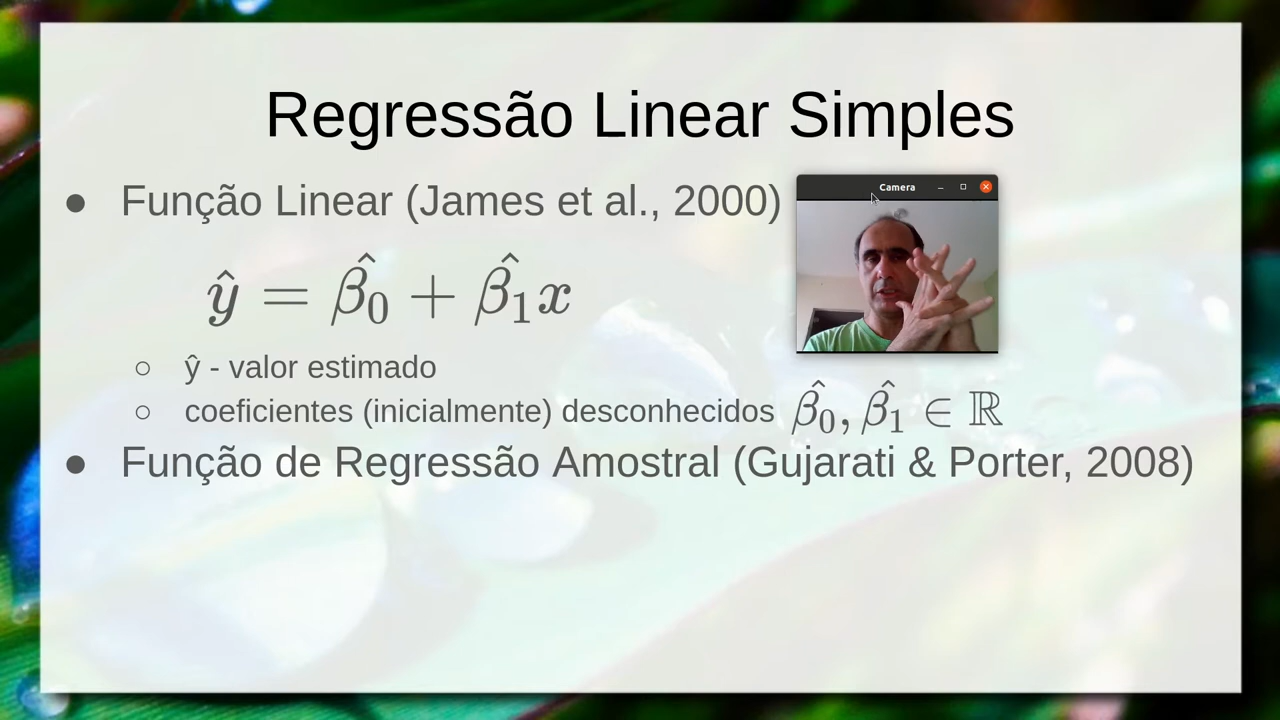 Regressão Linear Simples
● Função Linear (James et al., 2000)
Camera
ŷ = β̂₀ + β̂₁x
○ ŷ - valor estimado
○ coeficientes (inicialmente) desconhecidos β̂₀, β̂₁ ∈ ℝ
● Função de Regressão Amostral (Gujarati & Porter, 2008)